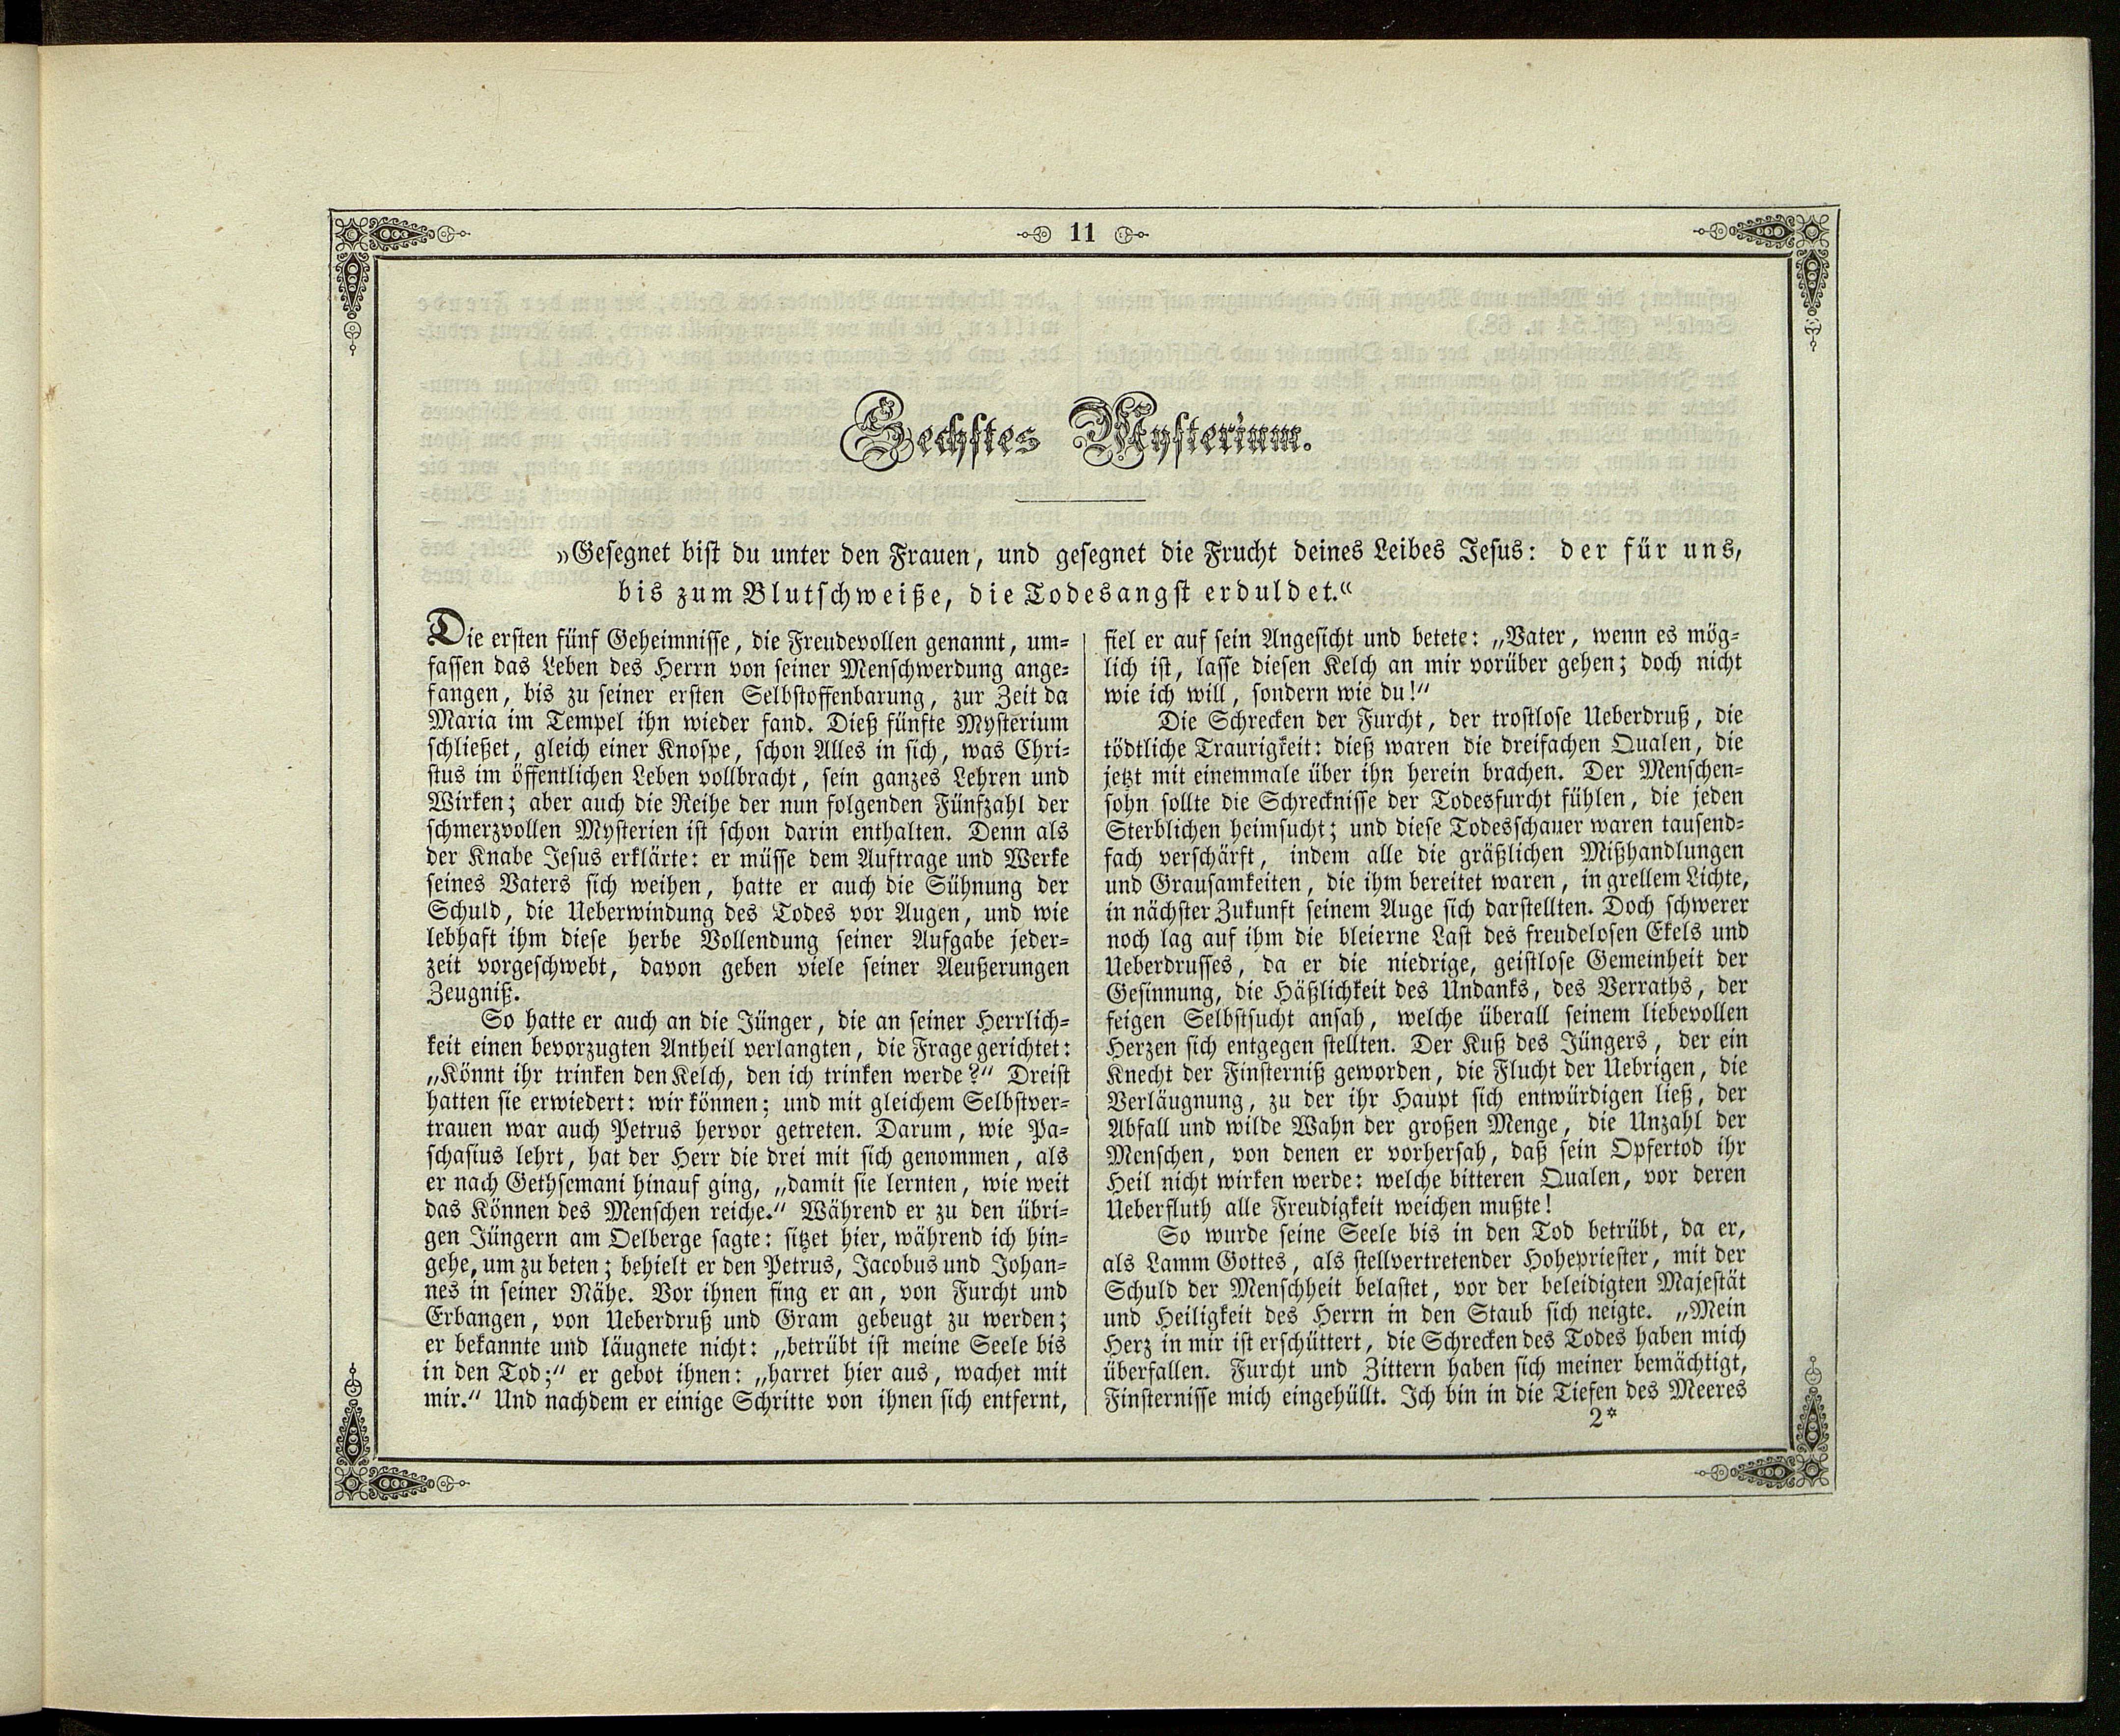 11
Sechstes Mysterium.
„Gesegnet bist du unter den Frauen, und gesegnet die Frucht deines Leibes Jesus: der für uns,
bis zum Blutschweiße, die Todesangst erduldet.“
Die ersten fünf Geheimnisse, die Freudevollen genannt, um-
fassen das Leben des Herrn von seiner Menschwerdung ange-
fangen, bis zu seiner ersten Selbstoffenbarung, zur Zeit da
Maria im Tempel ihn wieder fand. Dieß fünfte Mysterium
schließet, gleich einer Knospe, schon Alles in sich, was Chri-
stus im öffentlichen Leben vollbracht, sein ganzes Lehren und
Wirken; aber auch die Reihe der nun folgenden Fünfzahl der
schmerzvollen Mysterien ist schon darin enthalten. Denn als
der Knabe Jesus erklärte: er müsse dem Auftrage und Werke
seines Vaters sich weihen, hatte er auch die Sühnung der
Schuld, die Ueberwindung des Todes vor Augen, und wie
lebhaft ihm diese herbe Vollendung seiner Aufgabe jeder-
zeit vorgeschwebt, davon geben viele seiner Aeußerungen
Zeugniß.
So hatte er auch an die Jünger, die an seiner Herrlich-
keit einen bevorzugten Antheil verlangten, die Frage gerichtet:
„Könnt ihr trinken den Kelch, den ich trinken werde?“ Dreist
hatten sie erwiedert: wir können; und mit gleichem Selbstver-
trauen war auch Petrus hervor getreten. Darum, wie Pa-
schasius lehrt, hat der Herr die drei mit sich genommen, als
er nach Gethsemani hinauf ging, „damit sie lernten, wie weit
das Können des Menschen reiche.“ Während er zu den übri-
gen Jüngern am Oelberge sagte: sitzet hier, während ich hin-
gehe, um zu beten; behielt er den Petrus, Jacobus und Johan-
nes in seiner Nähe. Vor ihnen fing er an, von Furcht und
Erbangen, von Ueberdruß und Gram gebeugt zu werden;
er bekannte und läugnete nicht: „betrübt ist meine Seele bis
in den Tod;“ er gebot ihnen: „harret hier aus, wachet mit
mir.“ Und nachdem er einige Schritte von ihnen sich entfernt,
fiel er auf sein Angesicht und betete: „Vater, wenn es mög-
lich ist, lasse diesen Kelch an mir vorüber gehen; doch nicht
wie ich will, sondern wie du!“
Die Schrecken der Furcht, der trostlose Ueberdruß, die
tödtliche Traurigkeit: dieß waren die dreifachen Qualen, die
jetzt mit einemmale über ihn herein brachen. Der Menschen-
sohn sollte die Schrecknisse der Todesfurcht fühlen, die jeden
Sterblichen heimsucht; und diese Todesschauer waren tausend-
fach verschärft, indem alle die gräßlichen Mißhandlungen
und Grausamkeiten, die ihm bereitet waren, in grellem Lichte,
in nächster Zukunft seinem Auge sich darstellten. Doch schwerer
noch lag auf ihm die bleierne Last des freudelosen Ekels und
Ueberdrusses, da er die niedrige, geistlose Gemeinheit der
Gesinnung, die Häßlichkeit des Undanks, des Verraths, der
feigen Selbstsucht ansah, welche überall seinem liebevollen
Herzen sich entgegen stellten. Der Kuß des Jüngers, der ein
Knecht der Finsterniß geworden, die Flucht der Uebrigen, die
Verläugnung, zu der ihr Haupt sich entwürdigen ließ, der
Abfall und wilde Wahn der großen Menge, die Unzahl der
Menschen, von denen er vorhersah, daß sein Opfertod ihr
Heil nicht wirken werde: welche bitteren Qualen, vor deren
Ueberfluth alle Freudigkeit weichen mußte!
So wurde seine Seele bis in den Tod betrübt, da er,
als Lamm Gottes, als stellvertretender Hohepriester, mit der
Schuld der Menschheit belastet, vor der beleidigten Majestät
und Heiligkeit des Herrn in den Staub sich neigte. „Mein
Herz in mir ist erschüttert, die Schrecken des Todes haben mich
überfallen. Furcht und Zittern haben sich meiner bemächtigt,
Finsternisse mich eingehüllt. Ich bin in die Tiefen des Meeres
2*